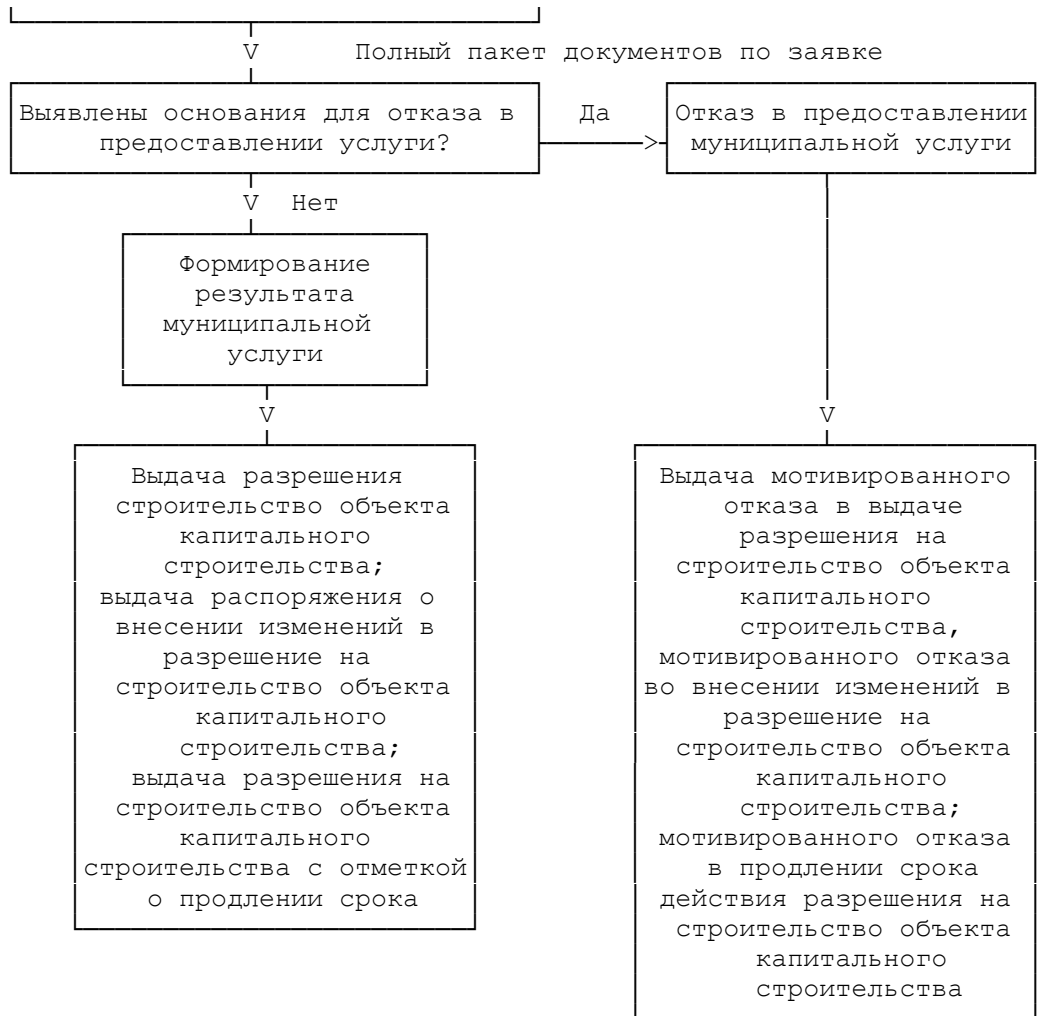 V Полный пакет документов по заявке
Выявлены основания для отказа в
предоставлении услуги?
Да
>
Отказ в предоставлении
муниципальной услуги
V Нет
Формирование
результата
муниципальной
услуги
V
Выдача разрешения
строительство объекта
капитального
строительства;
выдача распоряжения о
внесении изменений в
разрешение на
строительство объекта
капитального
строительства;
выдача разрешения на
строительство объекта
капитального
строительства с отметкой
о продлении срока
V
Выдача мотивированного
отказа в выдаче
разрешения на
строительство объекта
капитального
строительства,
мотивированного отказа
во внесении изменений в
разрешение на
строительство объекта
капитального
строительства;
мотивированного отказа
в продлении срока
действия разрешения на
строительство объекта
капитального
строительства